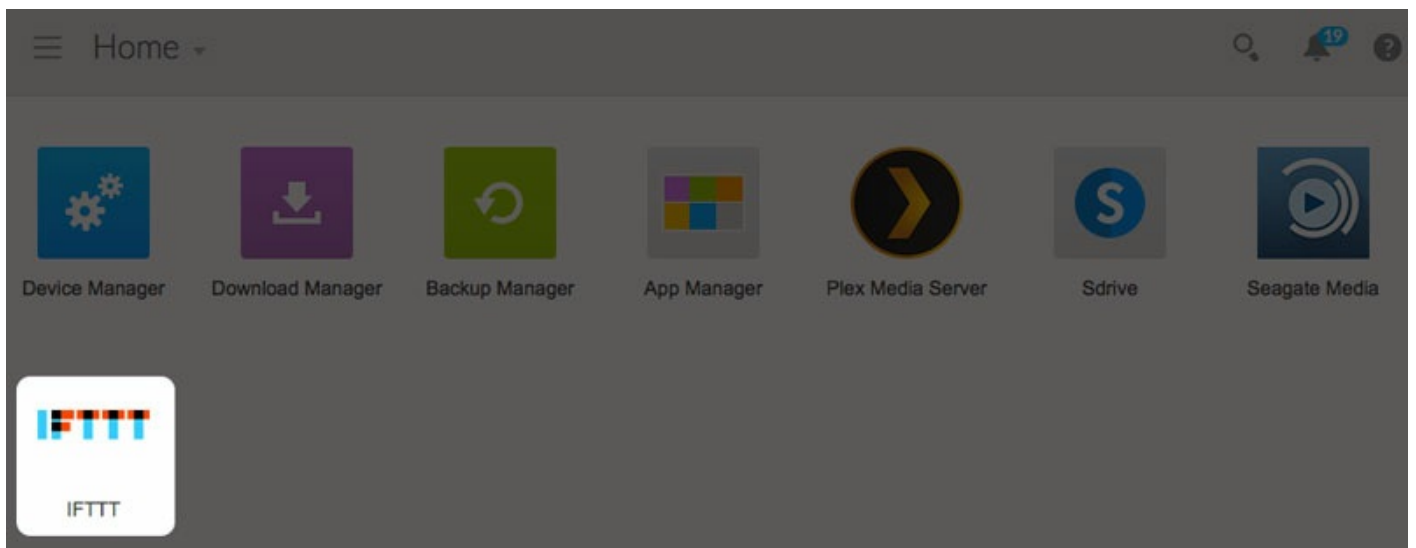 Home
19
?
Device Manager
Download Manager
Backup Manager
App Manager
Plex Media Server
S
Sdrive
Seagate Media
IFTTT
IFTTT